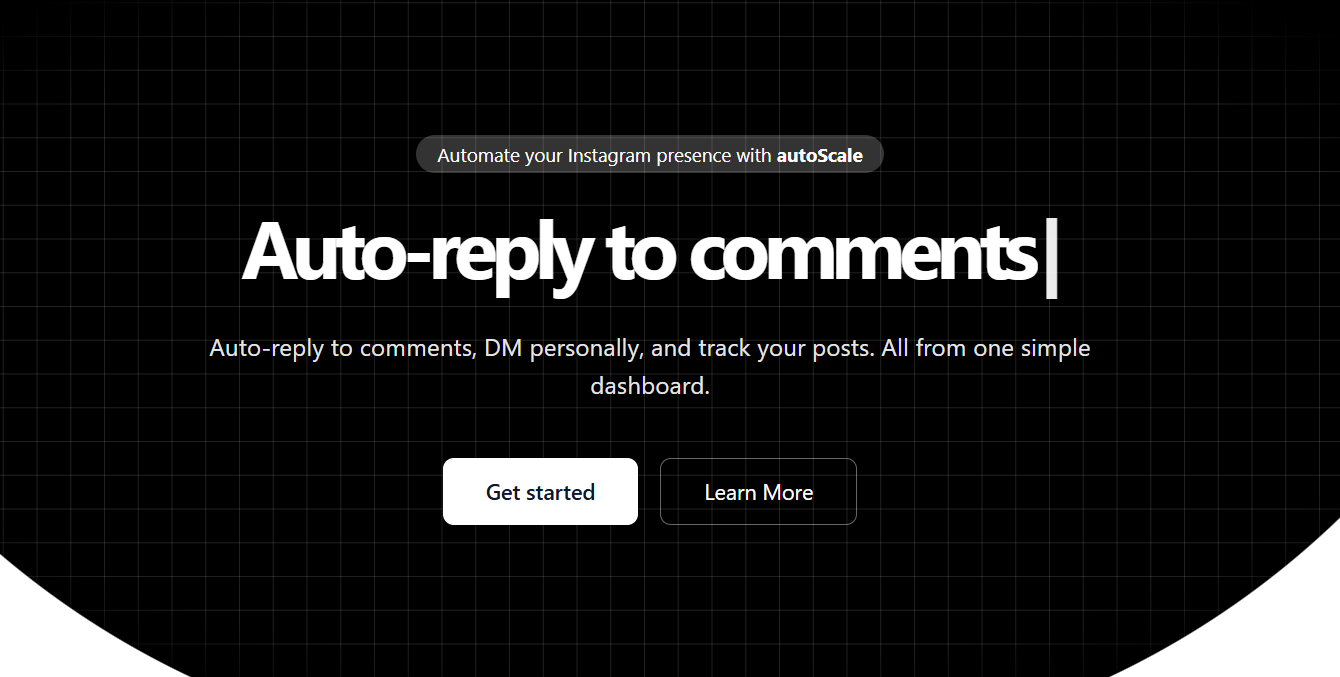 Automate your Instagram presence with autoScale
Auto-reply to comments|
Auto-reply to comments, DM personally, and track your posts. All from one simple
dashboard.
Get started
Learn More